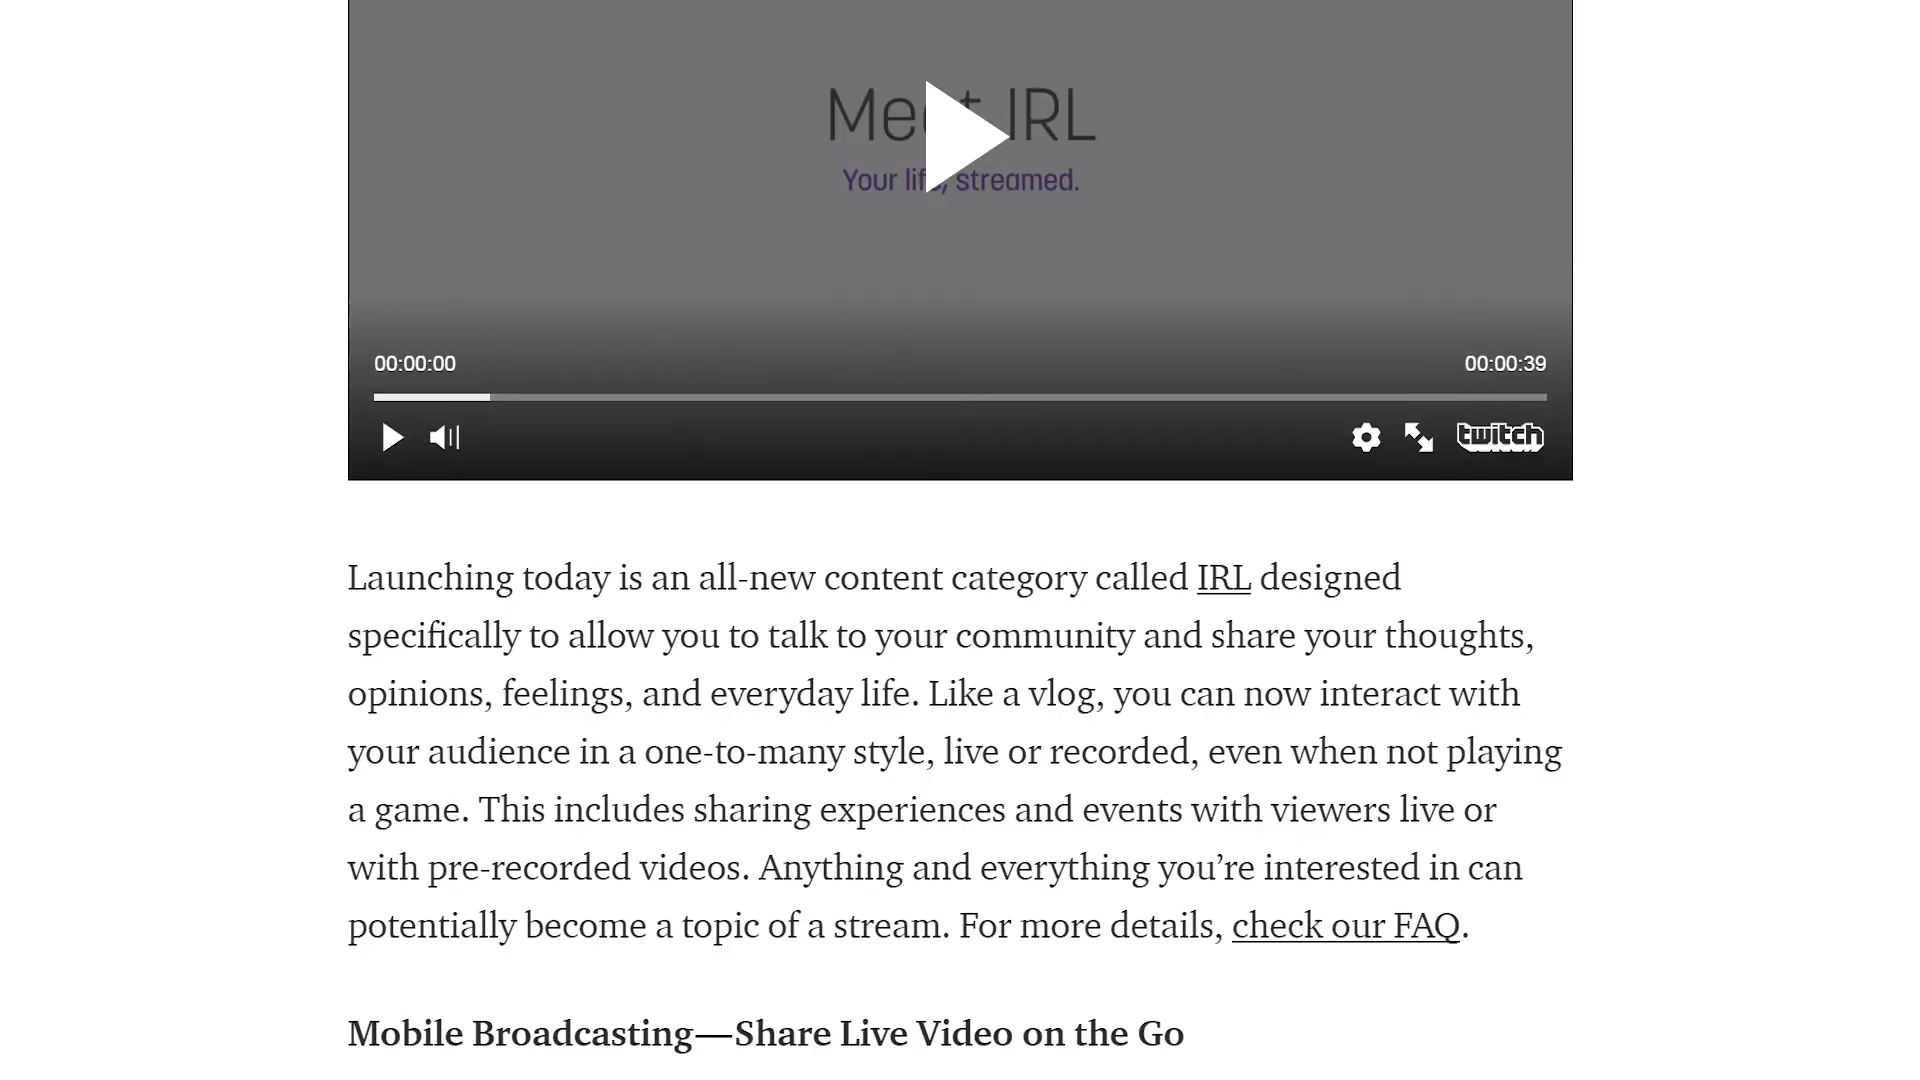 Meet IRL
Your life, streamed.
00:00:00
00:00:39
twitch
Launching today is an all-new content category called IRL designed
specifically to allow you to talk to your community and share your thoughts,
opinions, feelings, and everyday life. Like a vlog, you can now interact with
your audience in a one-to-many style, live or recorded, even when not playing
a game. This includes sharing experiences and events with viewers live or
with pre-recorded videos. Anything and everything you’re interested in can
potentially become a topic of a stream. For more details, check our FAQ.
Mobile Broadcasting—Share Live Video on the Go